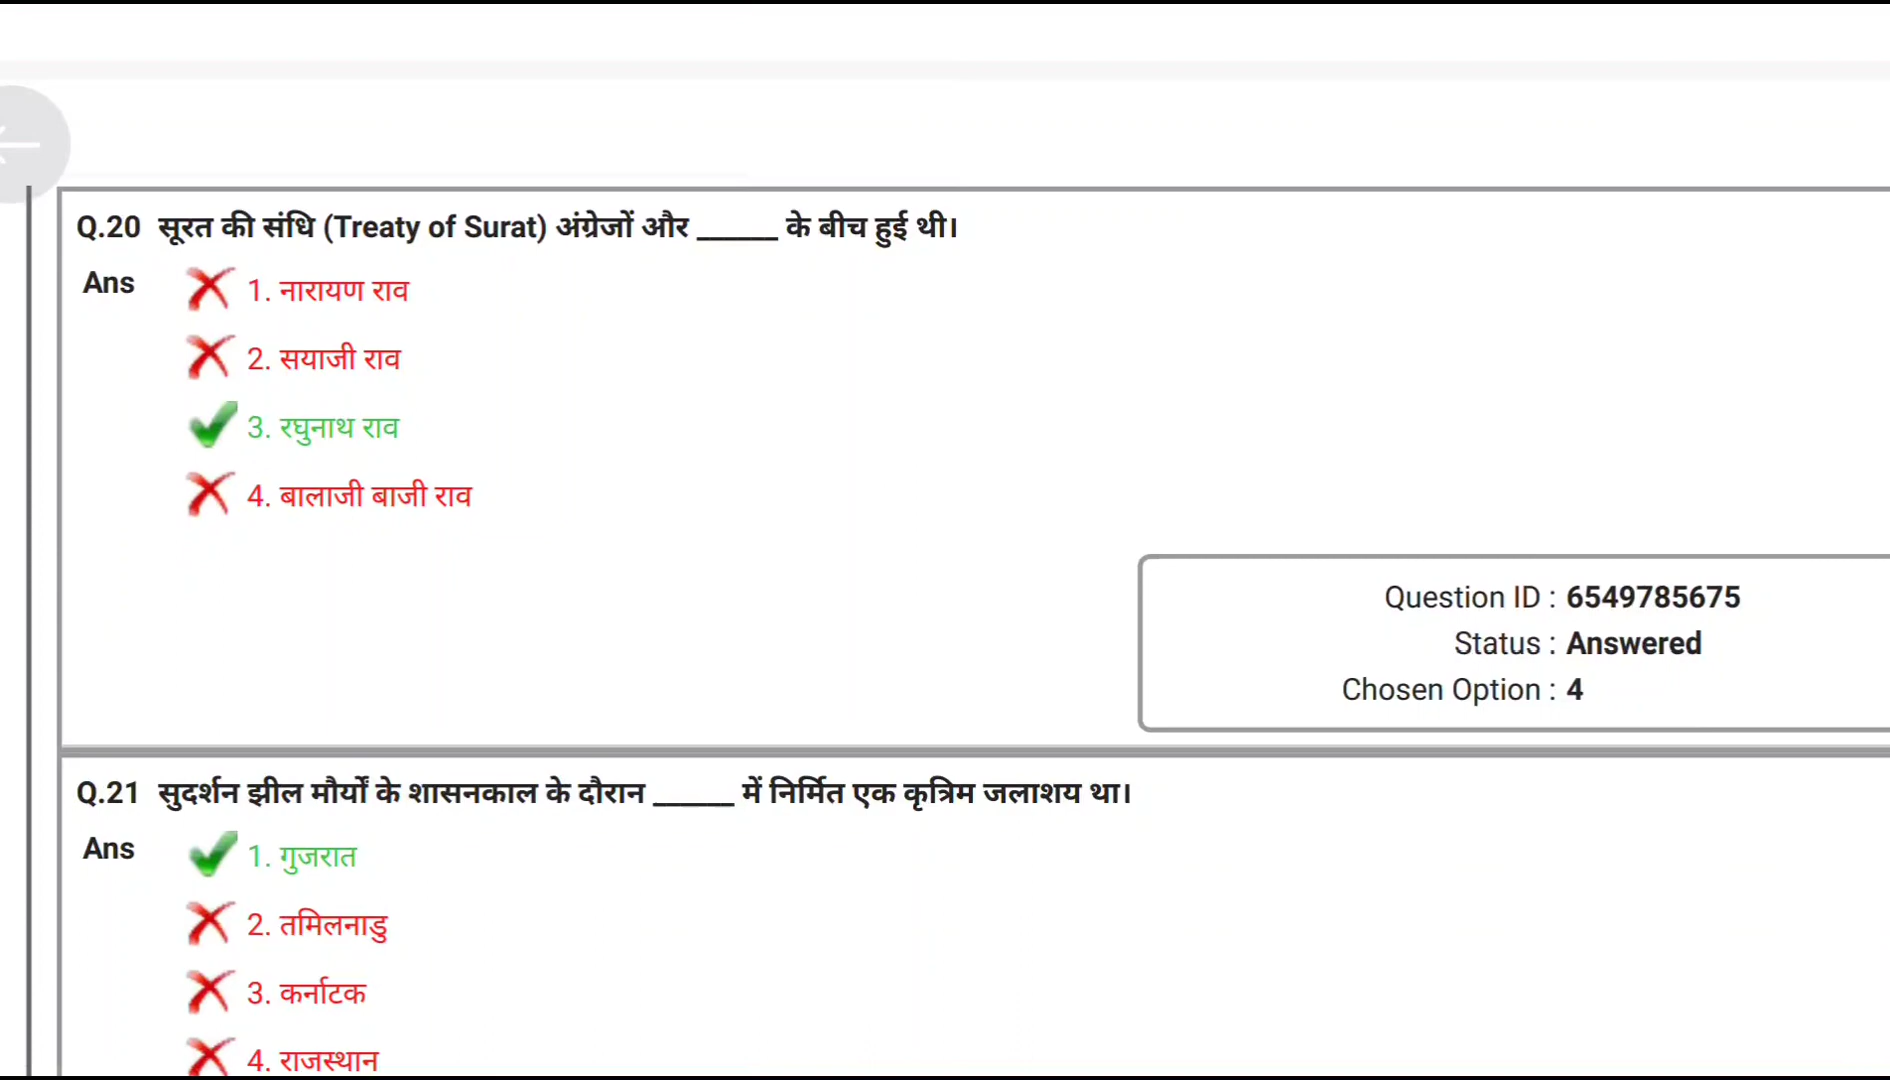 Q.20 सूरत की संधि (Treaty of Surat) अंग्रेजों और ______ के बीच हुई थी।
Ans 1. नारायण राव
2. सयाजी राव
3. रघुनाथ राव
4. बालाजी बाजी राव
Question ID : 6549785675
Status : Answered
Chosen Option : 4
Q.21 सुदर्शन झील मौर्यों के शासनकाल के दौरान ______ में निर्मित एक कृत्रिम जलाशय था।
Ans 1. गुजरात
2. तमिलनाडु
3. कर्नाटक
4. राजस्थान